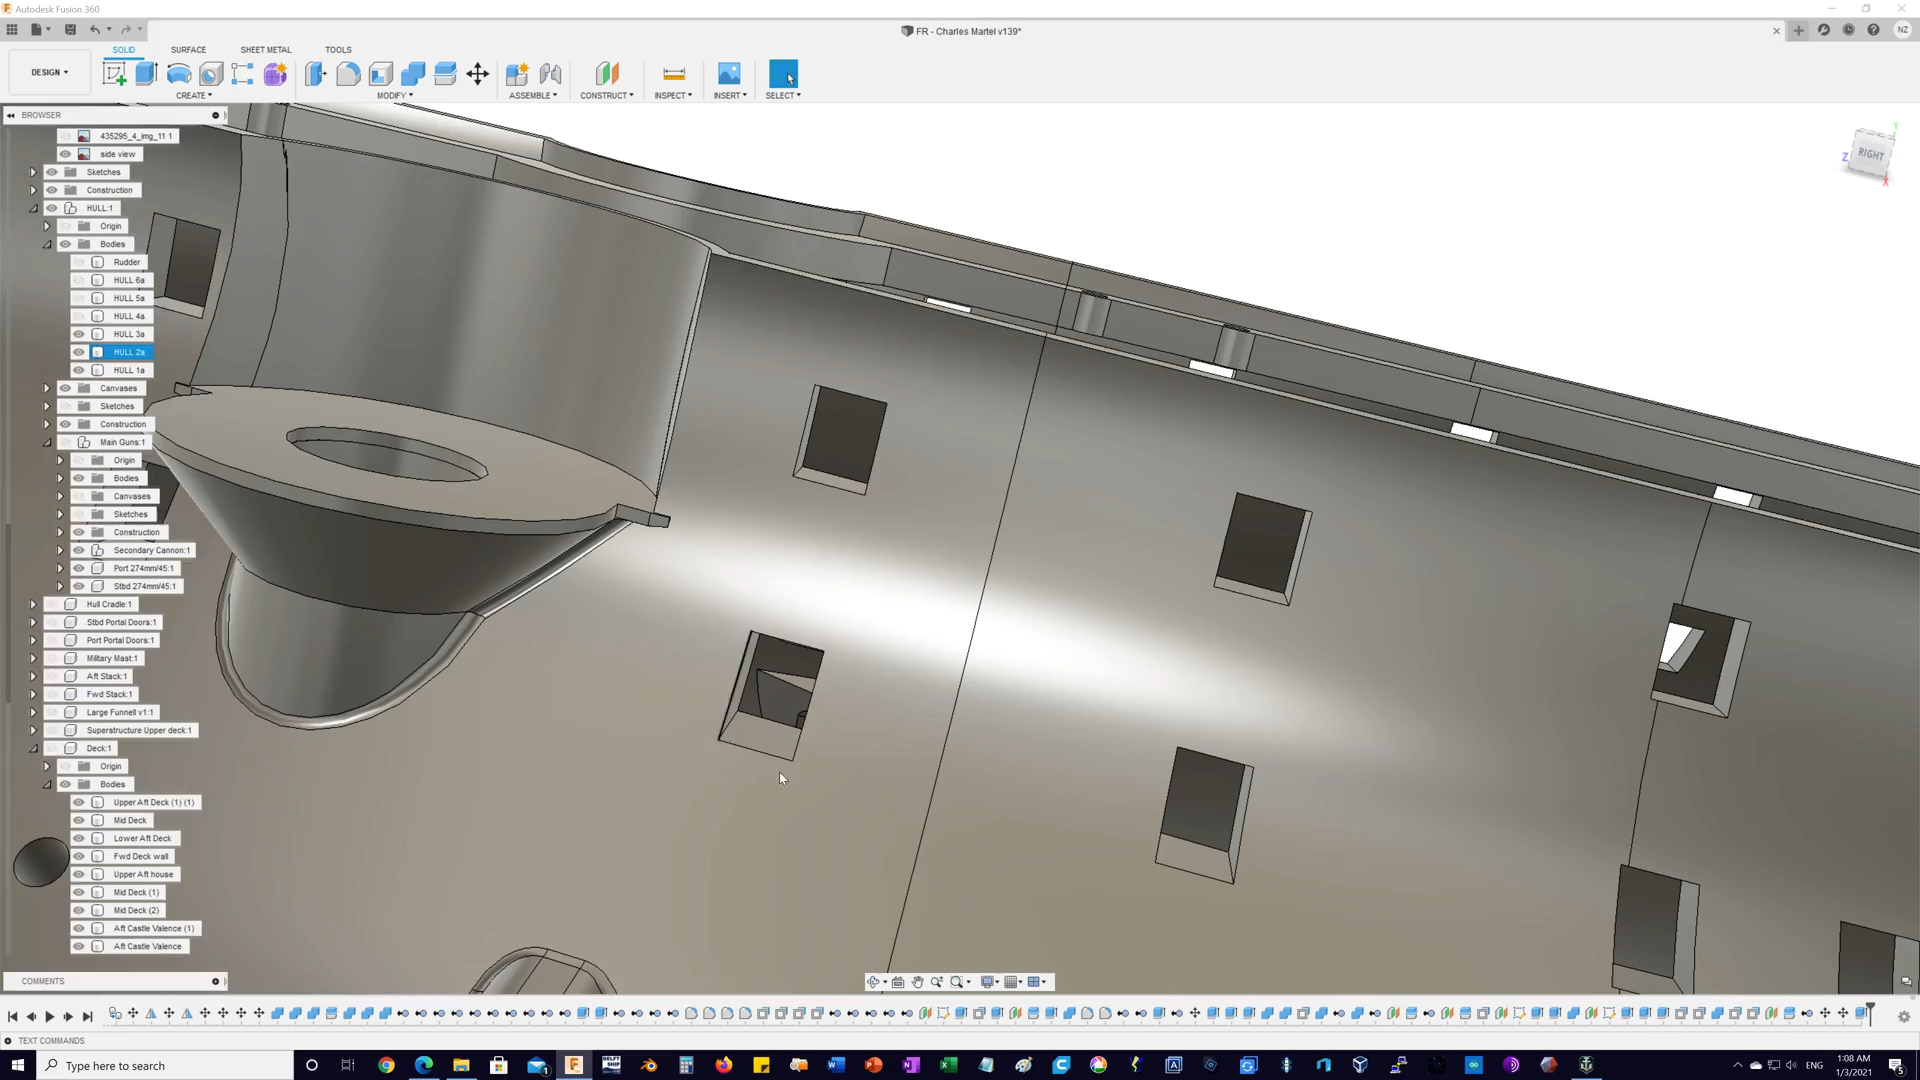 Autodesk Fusion 360
FR - Charles Martel v139*
NZ
SOLID
SURFACE
SHEET METAL
TOOLS
DESIGN
CREATE
MODIFY
ASSEMBLE
CONSTRUCT
INSPECT
INSERT
SELECT
BROWSER
435295_4_img_11 1
side view
Sketches
Construction
HULL:1
Origin
Bodies
Rudder
HULL 6a
HULL 5a
HULL 4a
HULL 3a
HULL 2a
HULL 1a
Canvases
Sketches
Construction
Main Guns:1
Origin
Bodies
Canvases
Sketches
Construction
Secondary Cannon:1
Port 274mm/45:1
Stbd 274mm/45:1
Hull Cradle:1
Stbd Portal Doors:1
Port Portal Doors:1
Military Mast:1
Aft Stack:1
Fwd Stack:1
Large Funnell v1:1
Superstructure Upper deck:1
Deck:1
Origin
Bodies
Upper Aft Deck (1) (1)
Mid Deck
Lower Aft Deck
Fwd Deck wall
Upper Aft house
Mid Deck (1)
Mid Deck (2)
Aft Castle Valence (1)
Aft Castle Valence
Y
Z
RIGHT
X
COMMENTS
TEXT COMMANDS
Type here to search
ENG
1:08 AM
1/3/2021